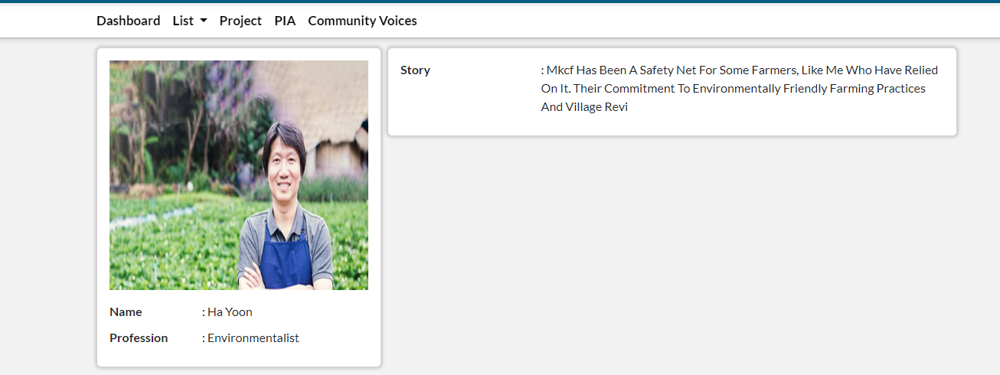 Dashboard List Project PIA Community Voices
Name : Ha Yoon
Profession : Environmentalist
Story : Mkcf Has Been A Safety Net For Some Farmers, Like Me Who Have Relied
On It. Their Commitment To Environmentally Friendly Farming Practices
And Village Revi